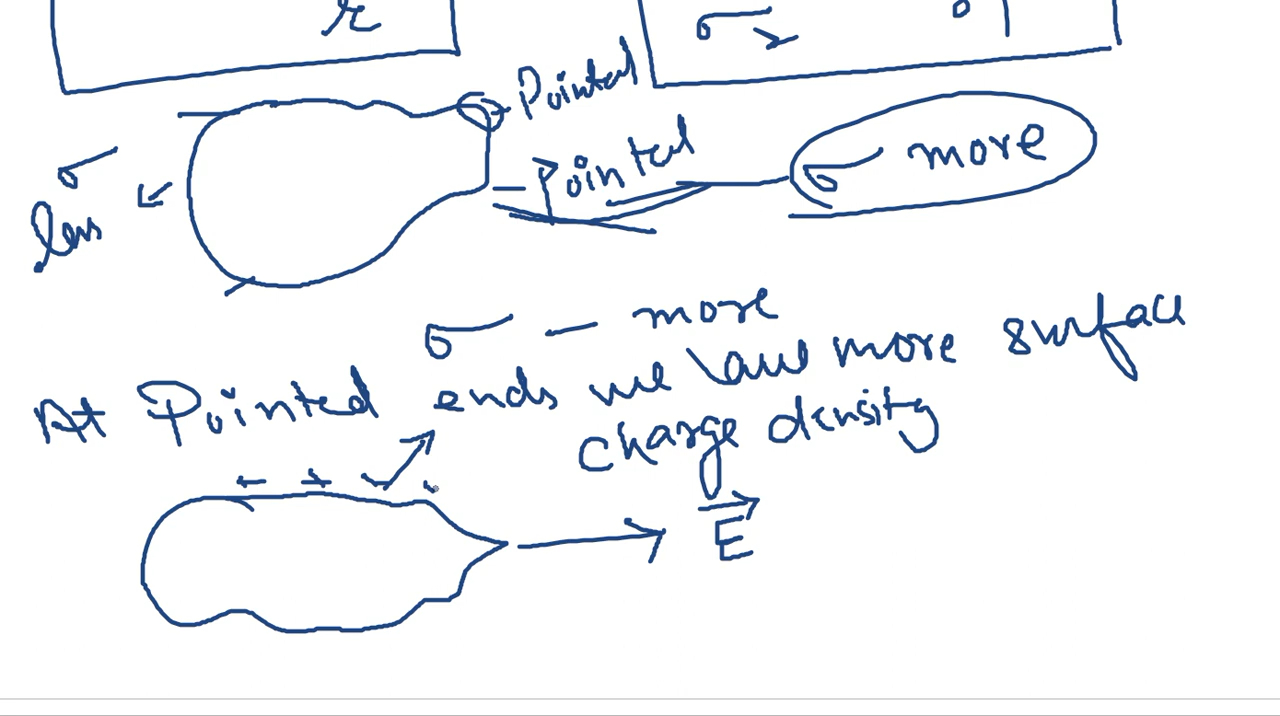 r
σ
Pointed
Pointed
σ more
σ
less
σ - more
At Pointed ends we have more surface
charge density
E